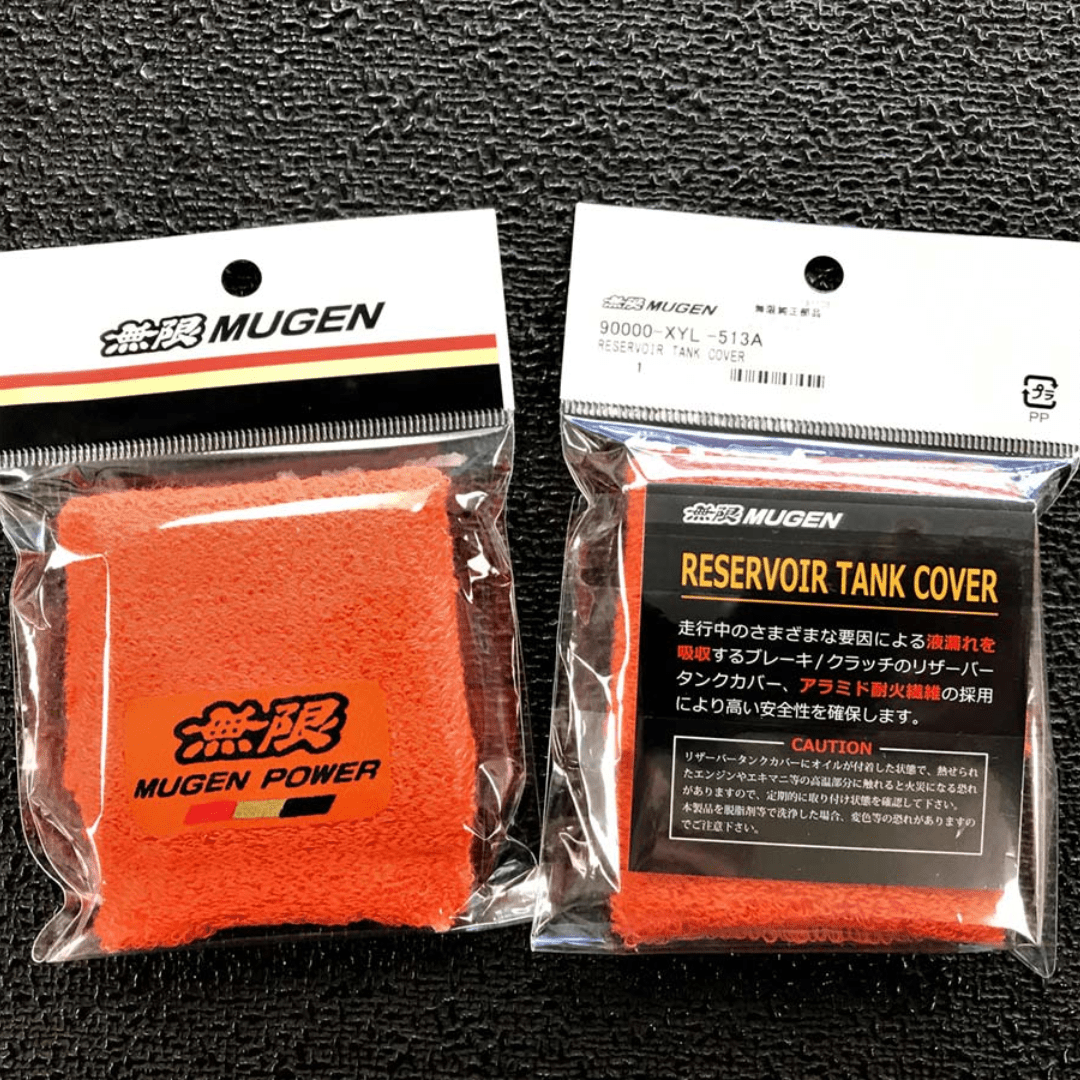 無限 MUGEN
無限
MUGEN POWER
無限 MUGEN 無限純正部品
90000-XYL -513A
RESERVOIR TANK COVER
1
プラ
PP
無限 MUGEN
RESERVOIR TANK COVER
走行中のさまざまな要因による液漏れを
吸収するブレーキ/クラッチのリザーバー
タンクカバー、アラミド耐火繊維の採用
により高い安全性を確保します。
CAUTION
リザーバータンクカバーにオイルが付着した状態で、熱せられ
たエンジンやエキマニ等の高温部分に触れると火災になる恐れ
がありますので、定期的に取り付け状態を確認して下さい。
本製品を脱脂剤等で洗浄した場合、変色等の恐れがありますの
でご注意下さい。